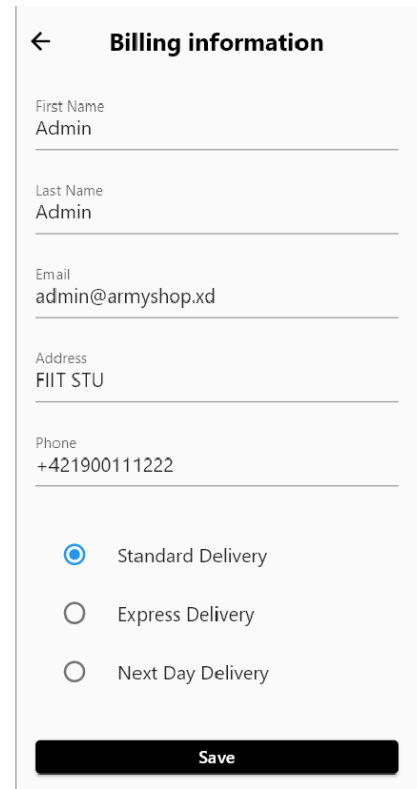 Billing information
First Name
Admin
Last Name
Admin
Email
admin@armyshop.xd
Address
FIIT STU
Phone
+421900111222
Standard Delivery
Express Delivery
Next Day Delivery
Save